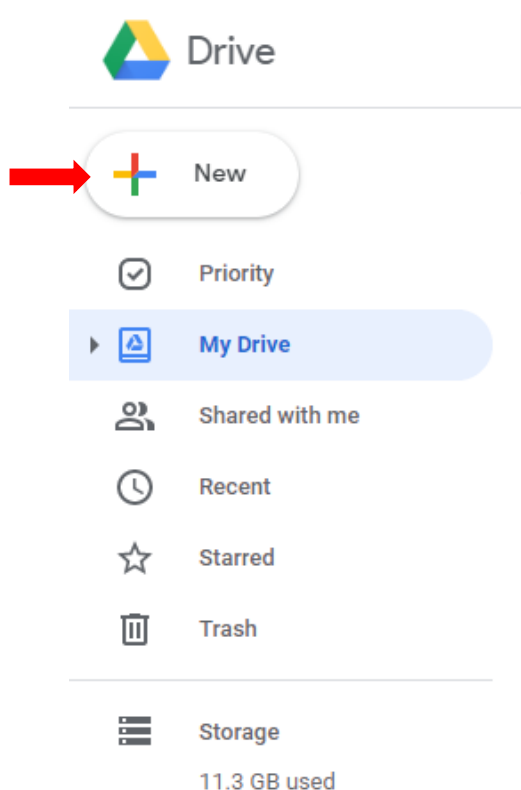 Drive
New
Priority
My Drive
Shared with me
Recent
Starred
Trash
Storage
11.3 GB used